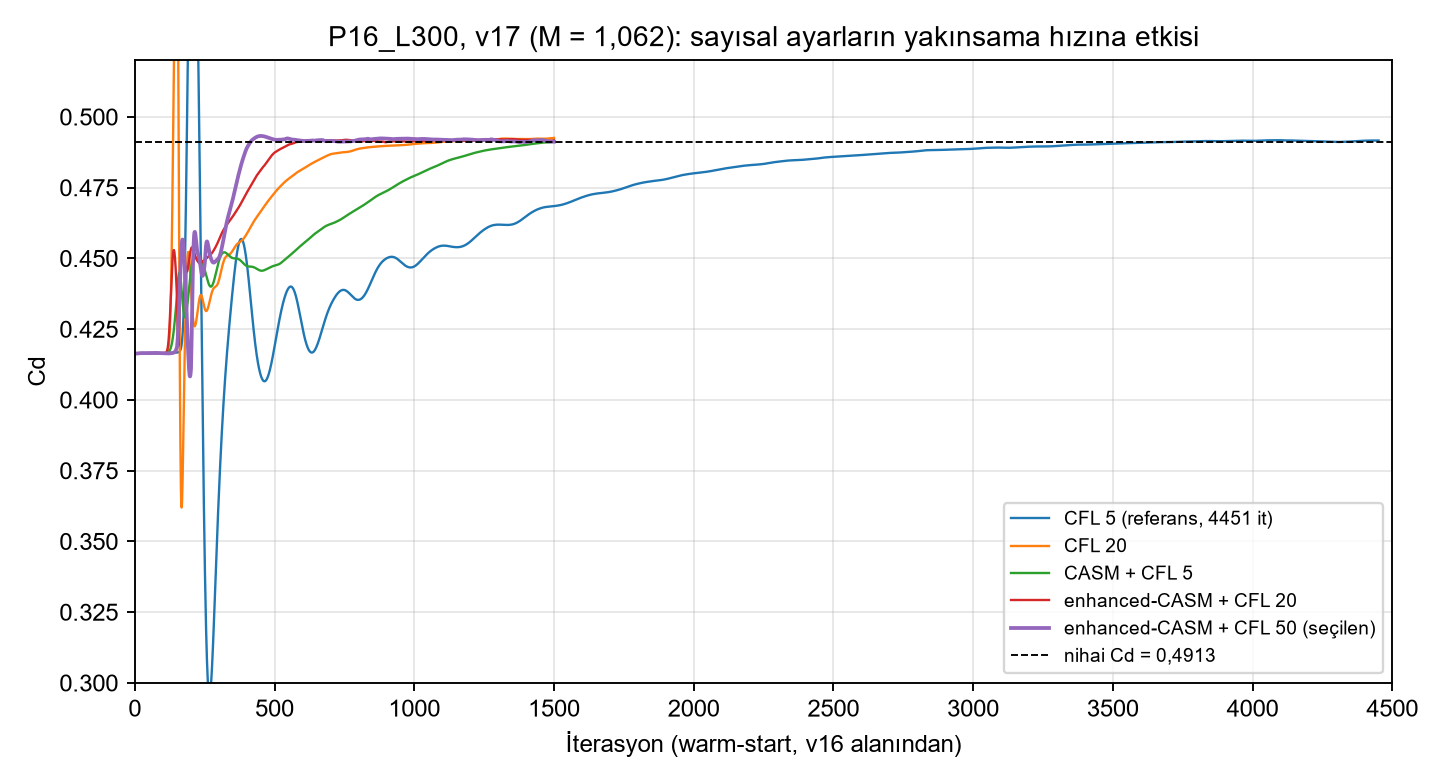 P16_L300, v17 (M = 1,062): sayısal ayarların yakınsama hızına etkisi
Cd
0.500
0.475
0.450
0.425
0.400
0.375
0.350
0.325
0.300
CFL 5 (referans, 4451 it)
CFL 20
CASM + CFL 5
enhanced-CASM + CFL 20
enhanced-CASM + CFL 50 (seçilen)
nihai Cd = 0,4913
0 500 1000 1500 2000 2500 3000 3500 4000 4500
İterasyon (warm-start, v16 alanından)